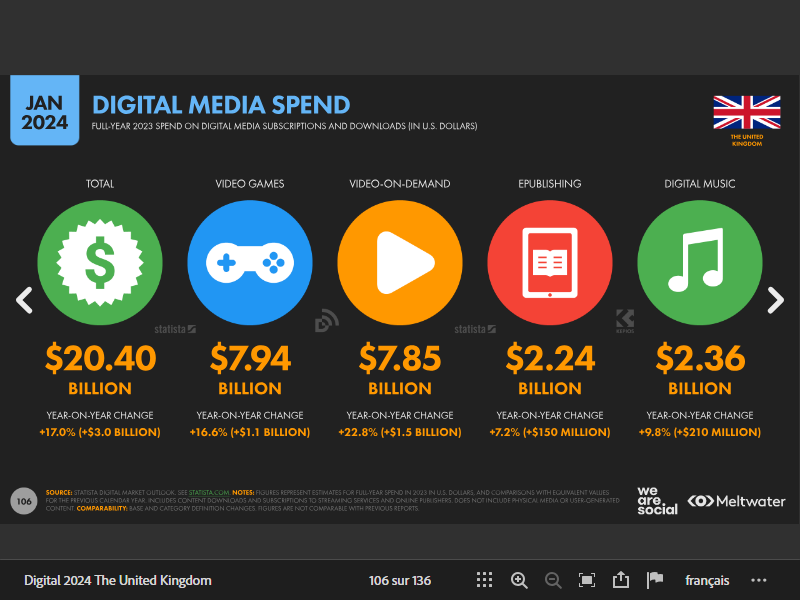 JAN
2024
DIGITAL MEDIA SPEND
FULL-YEAR 2023 SPEND ON DIGITAL MEDIA SUBSCRIPTIONS AND DOWNLOADS (IN U.S. DOLLARS)
THE UNITED
KINGDOM
TOTAL
VIDEO GAMES
VIDEO-ON-DEMAND
EPUBLISHING
DIGITAL MUSIC
$
statista
statista
KEPIOS
$20.40
BILLION
YEAR-ON-YEAR CHANGE
+17.0% (+$3.0 BILLION)
$7.94
BILLION
YEAR-ON-YEAR CHANGE
+16.6% (+$1.1 BILLION)
$7.85
BILLION
YEAR-ON-YEAR CHANGE
+22.8% (+$1.5 BILLION)
$2.24
BILLION
YEAR-ON-YEAR CHANGE
+7.2% (+$150 MILLION)
$2.36
BILLION
YEAR-ON-YEAR CHANGE
+9.8% (+$210 MILLION)
106
SOURCE: STATISTA DIGITAL MARKET OUTLOOK. SEE STATISTA.COM. NOTES: FIGURES REPRESENT ESTIMATES FOR FULL-YEAR SPEND IN 2023 IN U.S. DOLLARS, AND COMPARISONS WITH EQUIVALENT VALUES
FOR THE PREVIOUS CALENDAR YEAR. INCLUDES CONTENT DOWNLOADS AND SUBSCRIPTIONS TO STREAMING SERVICES AND ONLINE PUBLISHERS. DOES NOT INCLUDE PHYSICAL MEDIA OR USER-GENERATED
CONTENT. COMPARABILITY: BASE AND CATEGORY DEFINITION CHANGES. FIGURES ARE NOT COMPARABLE WITH PREVIOUS REPORTS.
we
are.
social
Meltwater
Digital 2024 The United Kingdom
106 sur 136
français